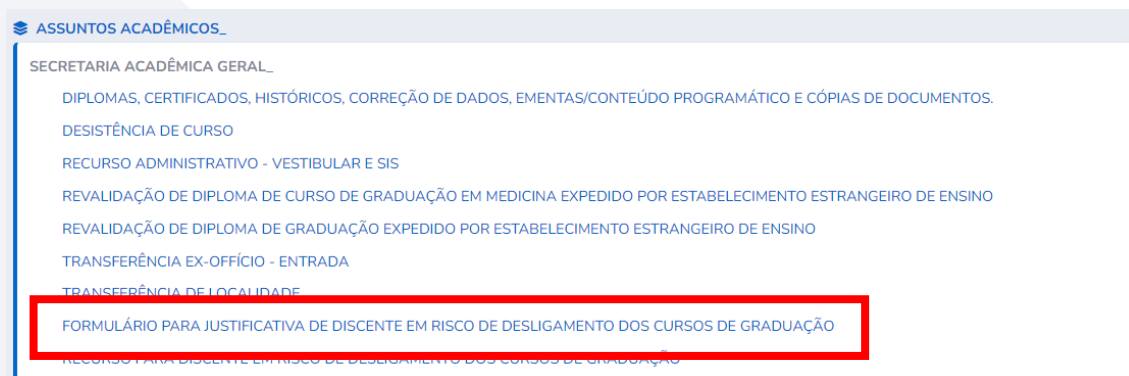 ASSUNTOS ACADÊMICOS_
SECRETARIA ACADÊMICA GERAL_
DIPLOMAS, CERTIFICADOS, HISTÓRICOS, CORREÇÃO DE DADOS, EMENTAS/CONTEÚDO PROGRAMÁTICO E CÓPIAS DE DOCUMENTOS.
DESISTÊNCIA DE CURSO
RECURSO ADMINISTRATIVO - VESTIBULAR E SIS
REVALIDAÇÃO DE DIPLOMA DE CURSO DE GRADUAÇÃO EM MEDICINA EXPEDIDO POR ESTABELECIMENTO ESTRANGEIRO DE ENSINO
REVALIDAÇÃO DE DIPLOMA DE GRADUAÇÃO EXPEDIDO POR ESTABELECIMENTO ESTRANGEIRO DE ENSINO
TRANSFERÊNCIA EX-OFFÍCIO - ENTRADA
TRANSFERÊNCIA DE LOCALIDADE
FORMULÁRIO PARA JUSTIFICATIVA DE DISCENTE EM RISCO DE DESLIGAMENTO DOS CURSOS DE GRADUAÇÃO
RECURSO PARA DISCENTE EM RISCO DE DESLIGAMENTO DOS CURSOS DE GRADUAÇÃO